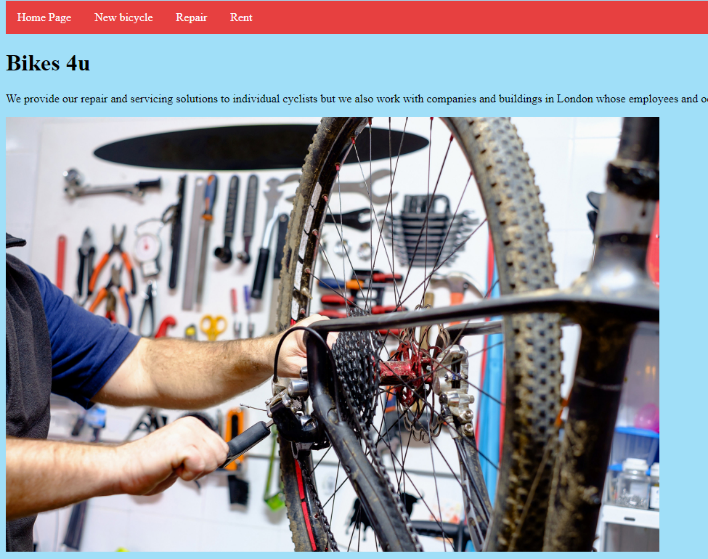 Home Page New bicycle Repair Rent
Bikes 4u
We provide our repair and servicing solutions to individual cyclists but we also work with companies and buildings in London whose employees and